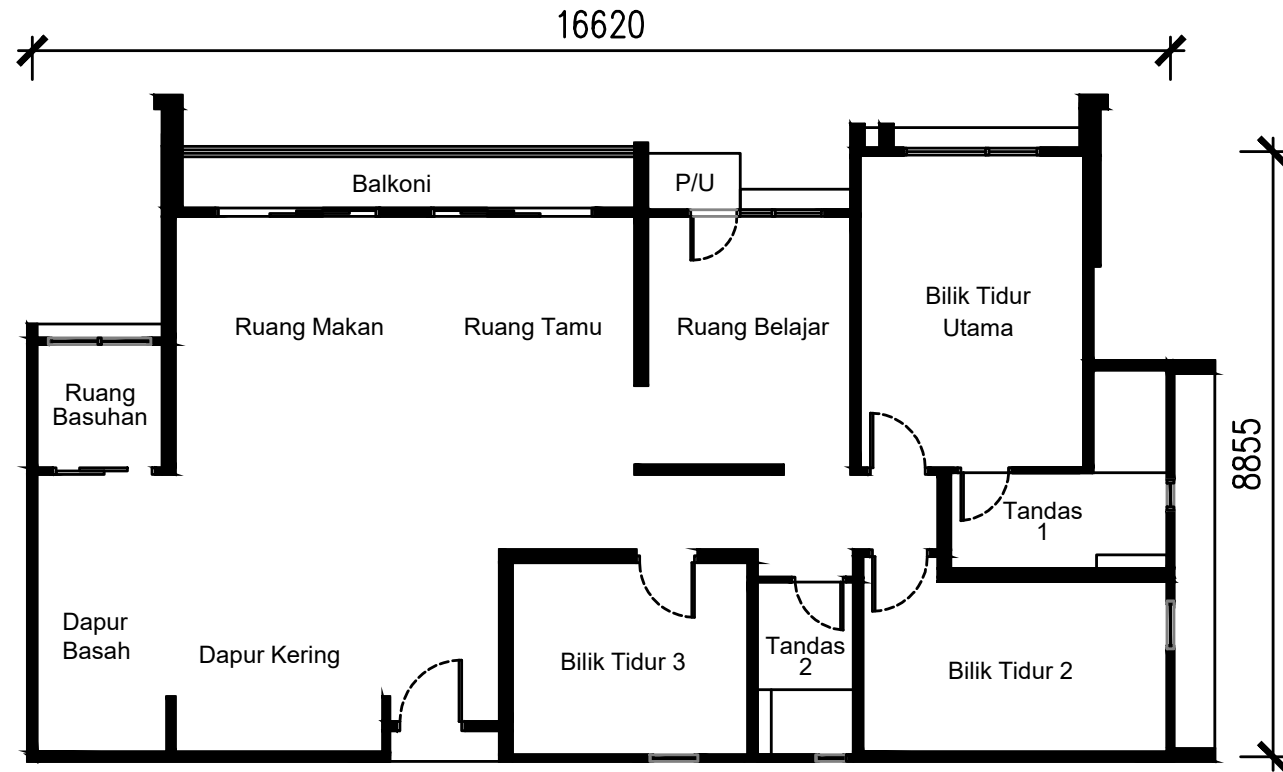 16620
Balkoni
P/U
Bilik Tidur
Utama
Ruang Makan
Ruang Tamu
Ruang Belajar
Ruang
Basuhan
8855
Tandas
1
Dapur
Basah
Dapur Kering
Bilik Tidur 3
Tandas
2
Bilik Tidur 2